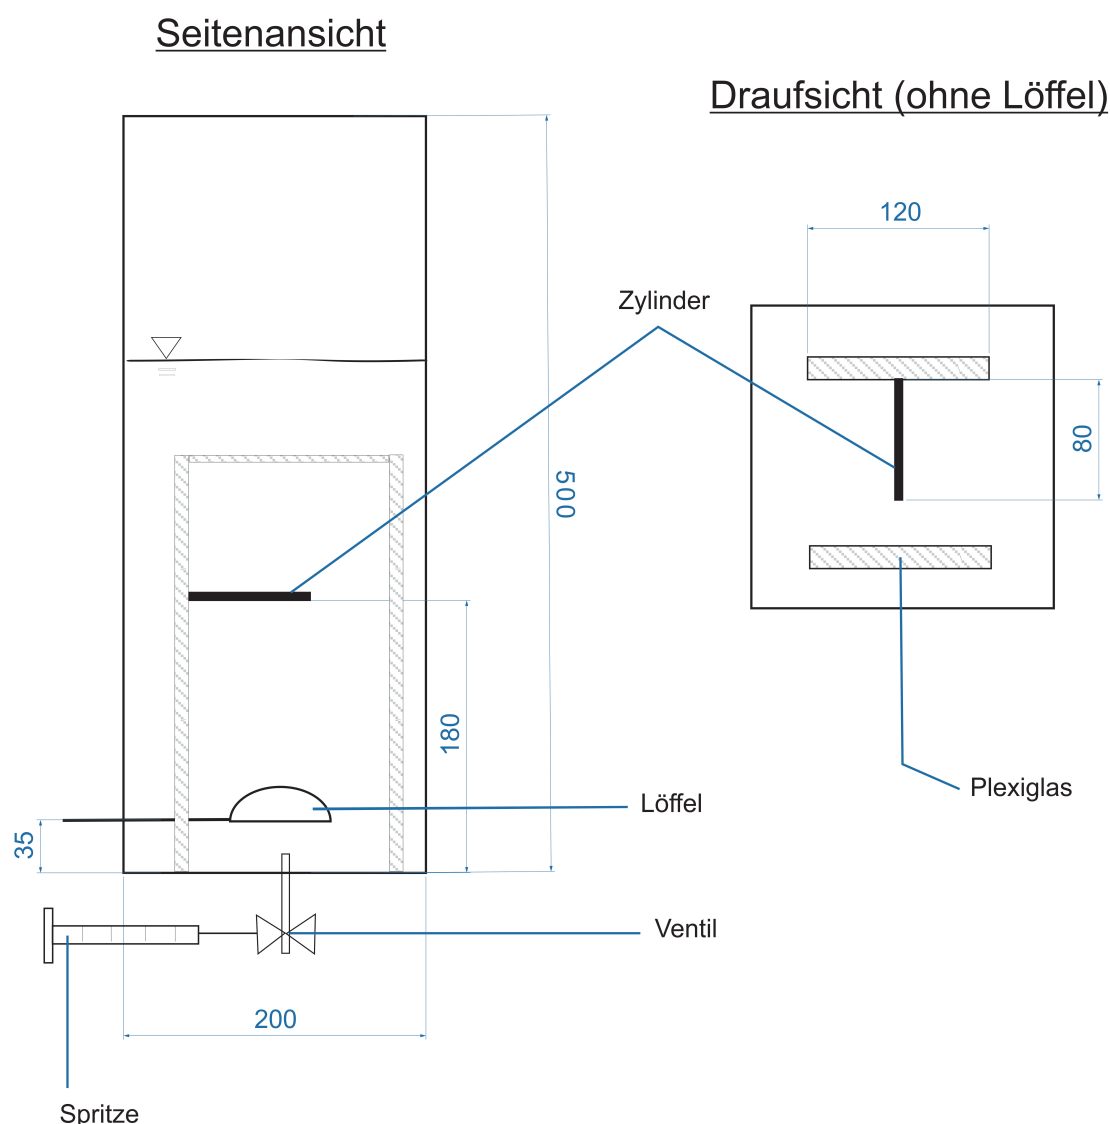 Seitenansicht
Draufsicht (ohne Löffel)
120
Zylinder
80
500
180
Plexiglas
Löffel
35
Ventil
200
Spritze